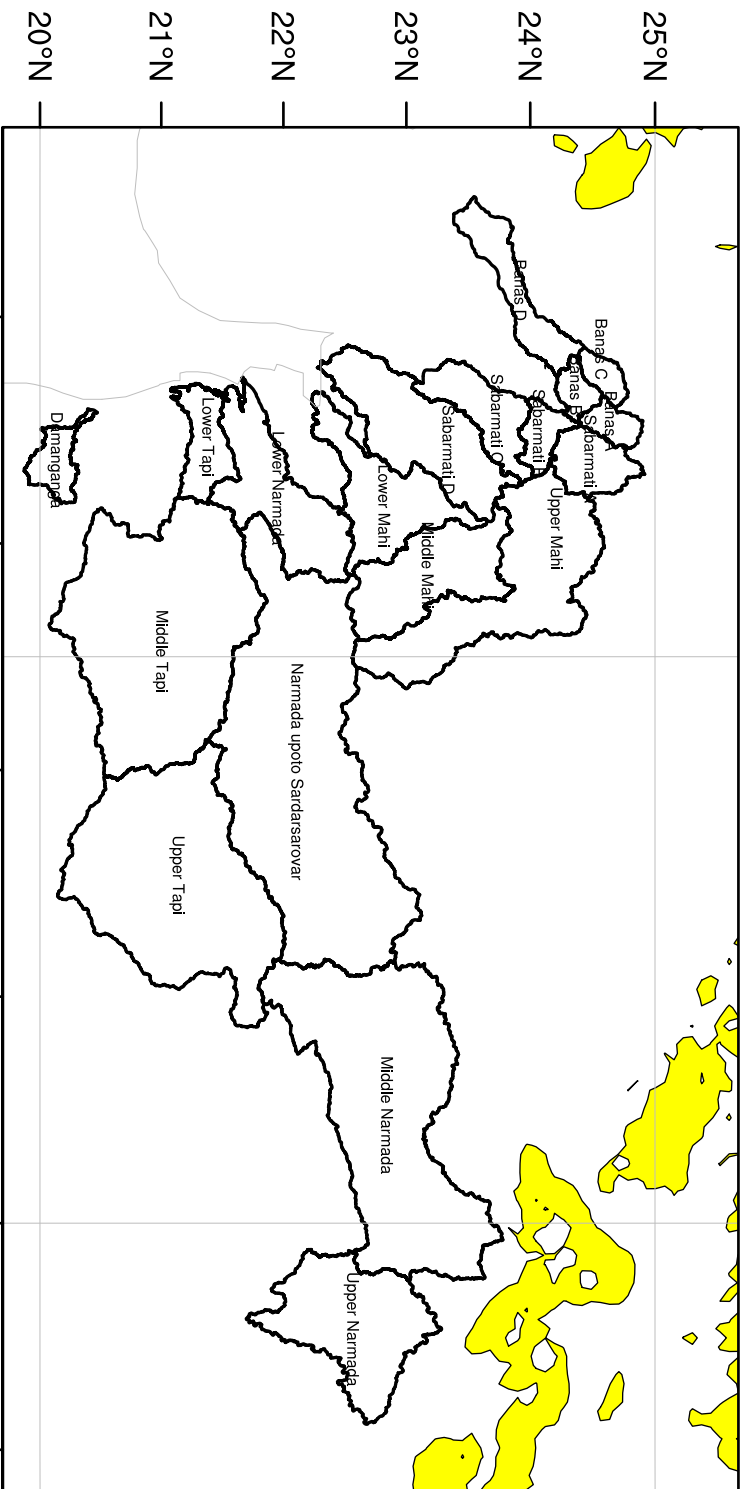 25°N
24°N
23°N
22°N
21°N
20°N
Banas D
Banas C
Banas B
Banas A
Sabarmati
Sabarmati B
Sabarmati C
Sabarmati D
Upper Mahi
Middle Mahi
Lower Mahi
Lower Narmada
Lower Tapi
Damanganga
Middle Tapi
Narmada upoto Sardarsarovar
Upper Tapi
Middle Narmada
Upper Narmada